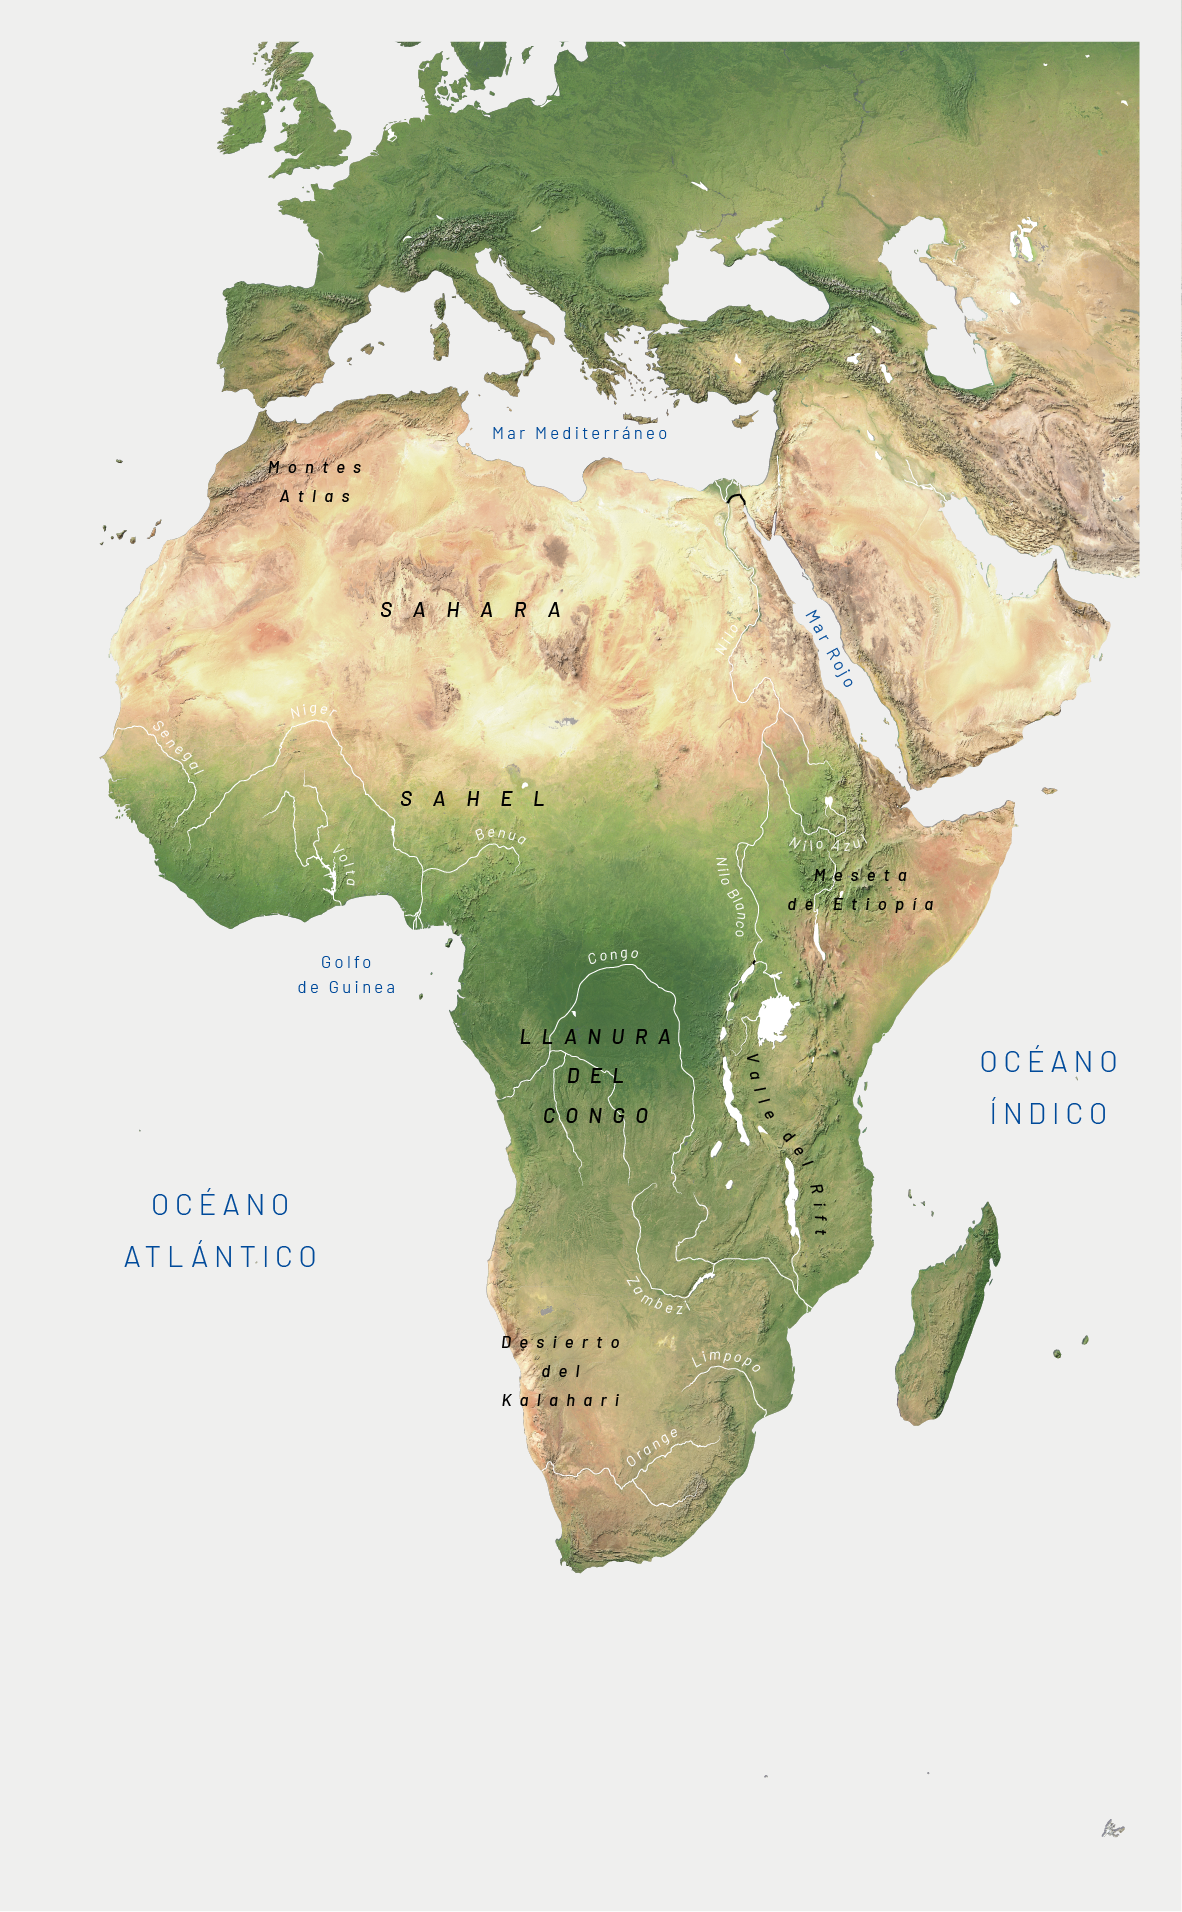 Mar Mediterráneo
Montes
Atlas
SAHARA
Nilo
Mar Rojo
Senegal
Níger
SAHEL
Benua
Volta
Nilo Azul
Nilo Blanco
Meseta
de Etiopía
Golfo
de Guinea
Congo
LLANURA
DEL
CONGO
Valle del Rift
OCÉANO
ÍNDICO
OCÉANO
ATLÁNTICO
Zambezi
Desierto
del
Kalahari
Limpopo
Orange